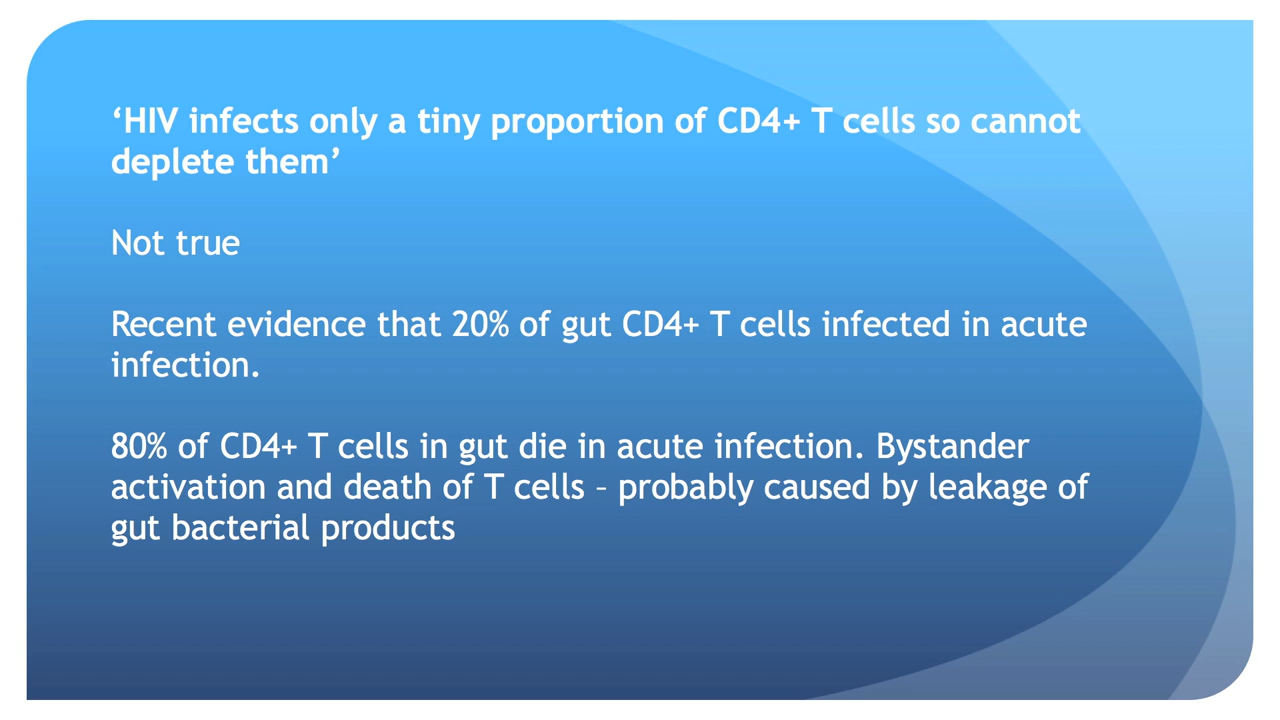 ‘HIV infects only a tiny proportion of CD4+ T cells so cannot
deplete them’
Not true
Recent evidence that 20% of gut CD4+ T cells infected in acute
infection.
80% of CD4+ T cells in gut die in acute infection. Bystander
activation and death of T cells – probably caused by leakage of
gut bacterial products